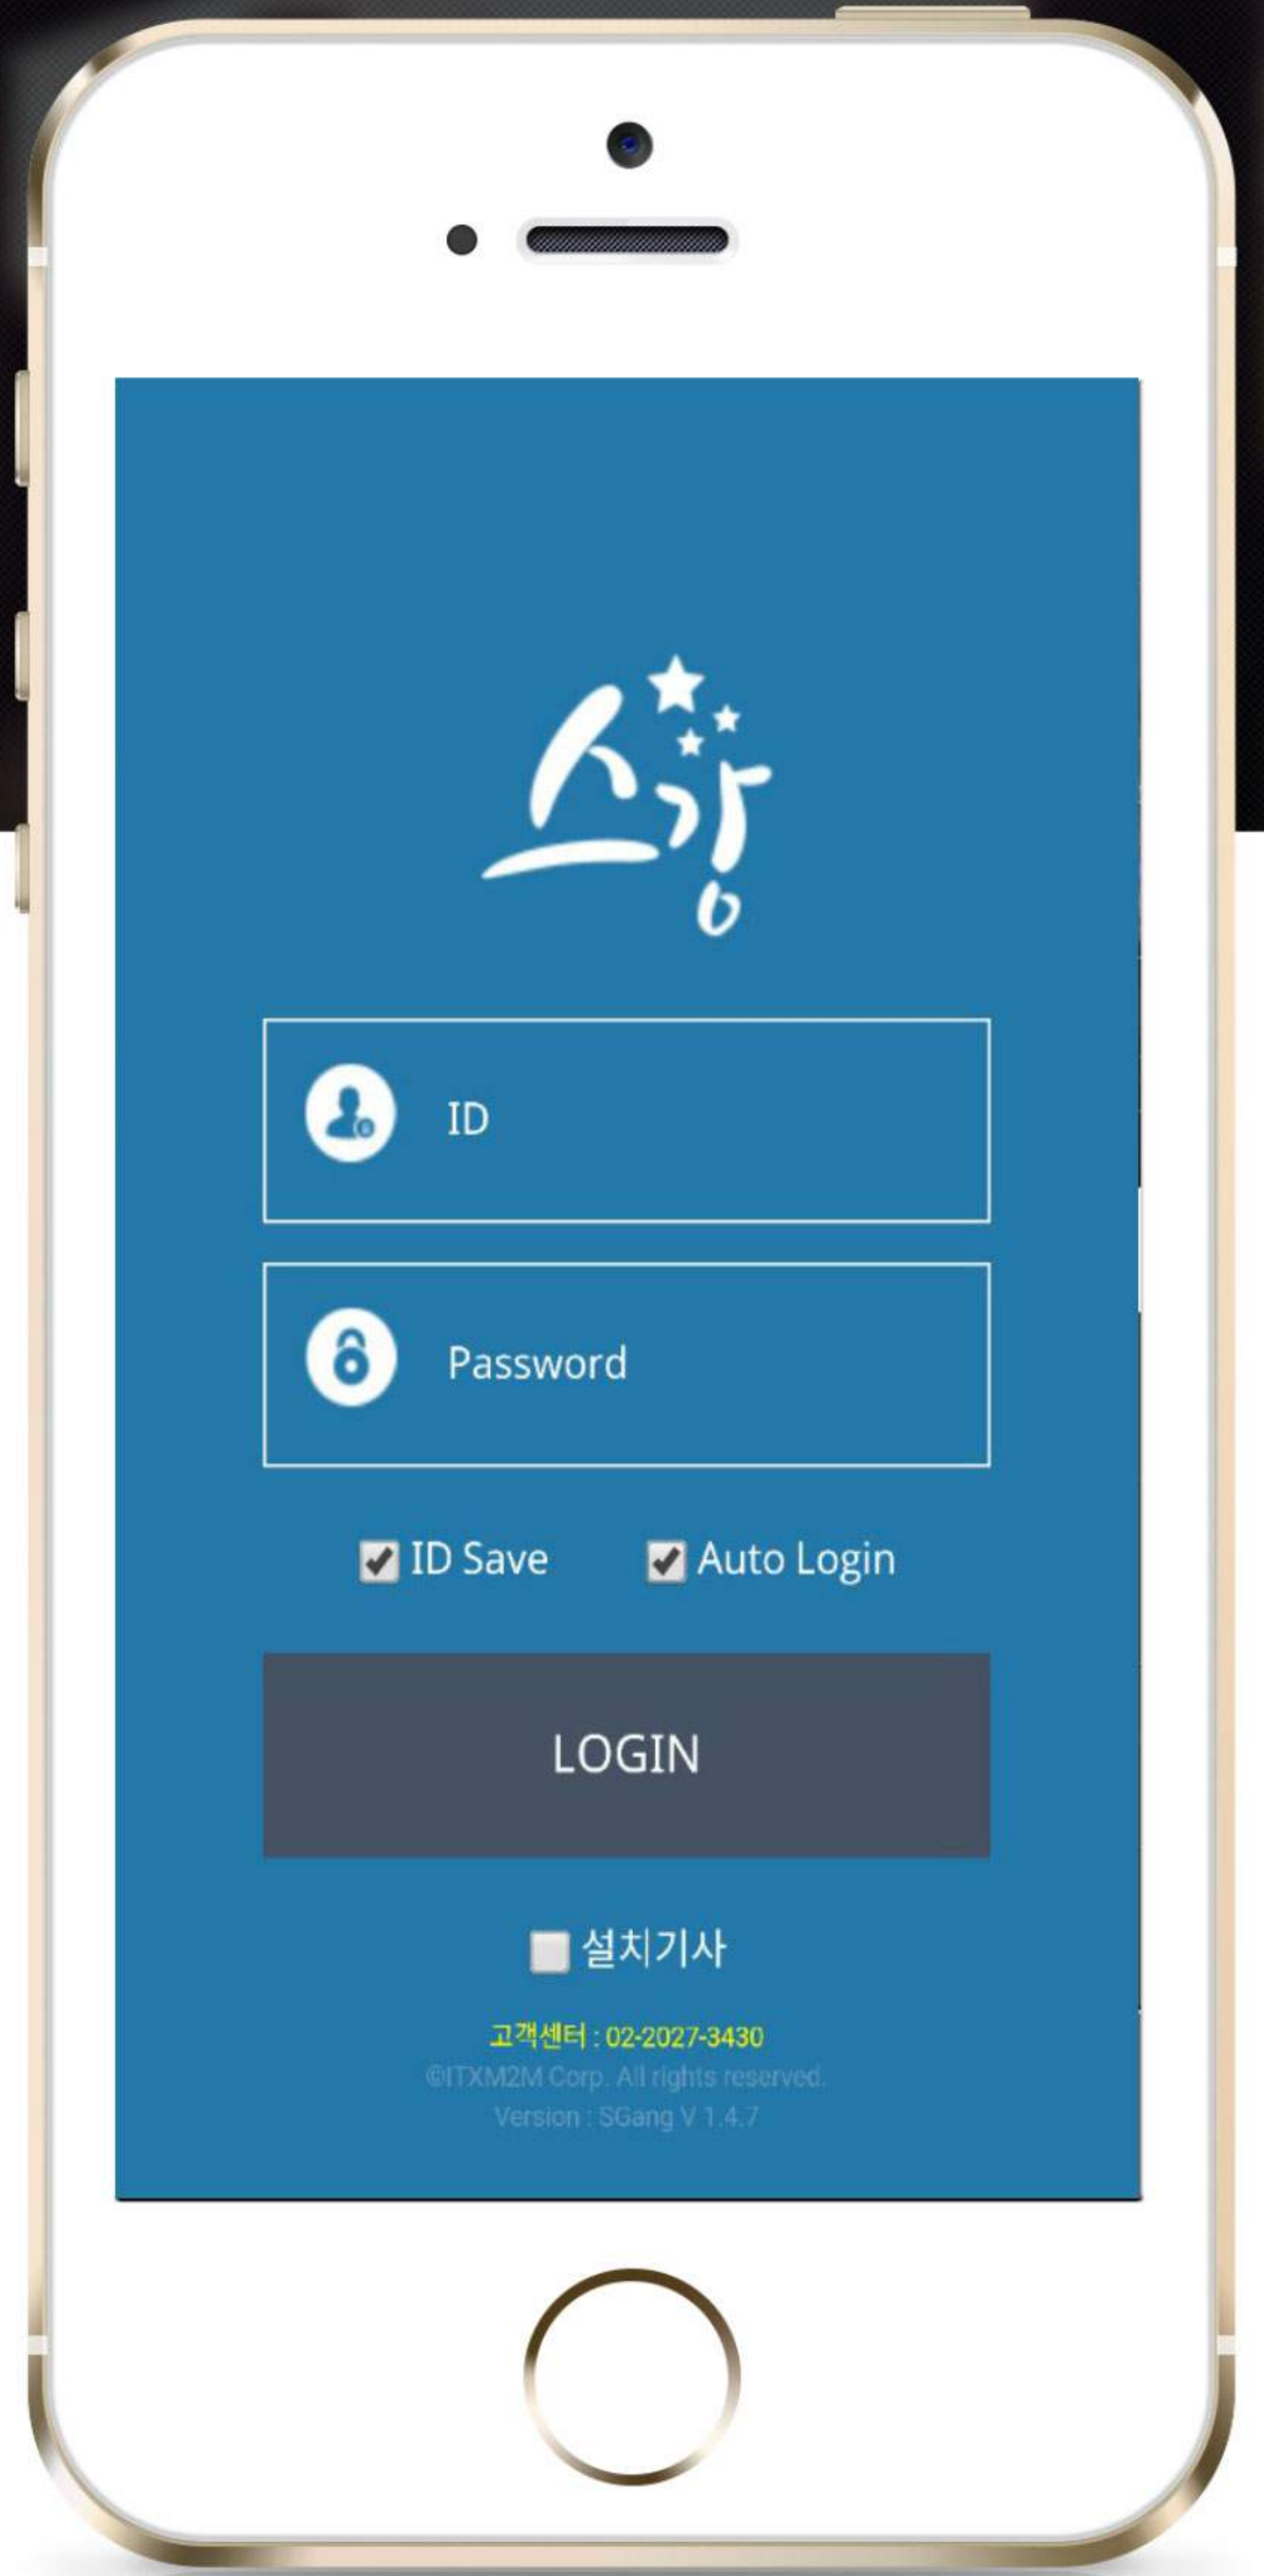 스강
ID
Password
ID Save Auto Login
LOGIN
설치기사
고객센터 : 02-2027-3430
©ITXM2M Corp. All rights reserved.
Version : SGang V 1.4.7